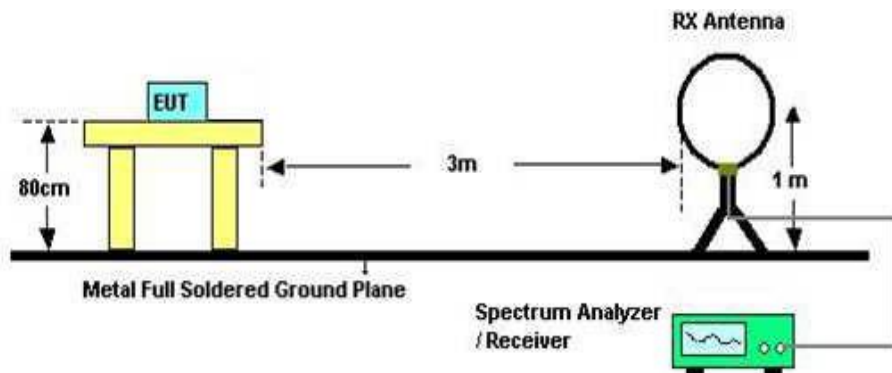 RX Antenna
EUT
3m
80cm
1 m
Metal Full Soldered Ground Plane
Spectrum Analyzer
/ Receiver